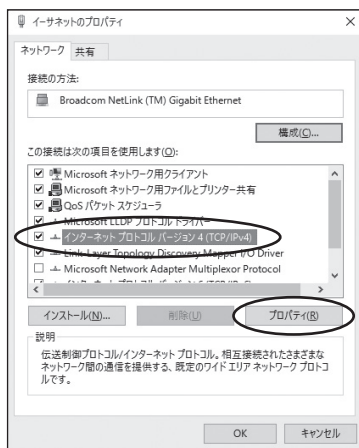 イーサネットのプロパティ
ネットワーク 共有
接続の方法:
Broadcom NetLink (TM) Gigabit Ethernet
構成(C)...
この接続は次の項目を使用します(O):
Microsoft ネットワーク用クライアント
Microsoft ネットワーク用ファイルとプリンター共有
QoS パケット スケジューラ
Microsoft LLDP プロトコル ドライバー
インターネット プロトコル バージョン 4 (TCP/IPv4)
Link-Layer Topology Discovery Mapper I/O Driver
Microsoft Network Adapter Multiplexor Protocol
インストール(N)... 削除(U) プロパティ(R)
説明
伝送制御プロトコル/インターネット プロトコル。相互接続されたさまざまな
ネットワーク間の通信を提供する、既定のワイド エリア ネットワーク プロトコ
ルです。
OK キャンセル